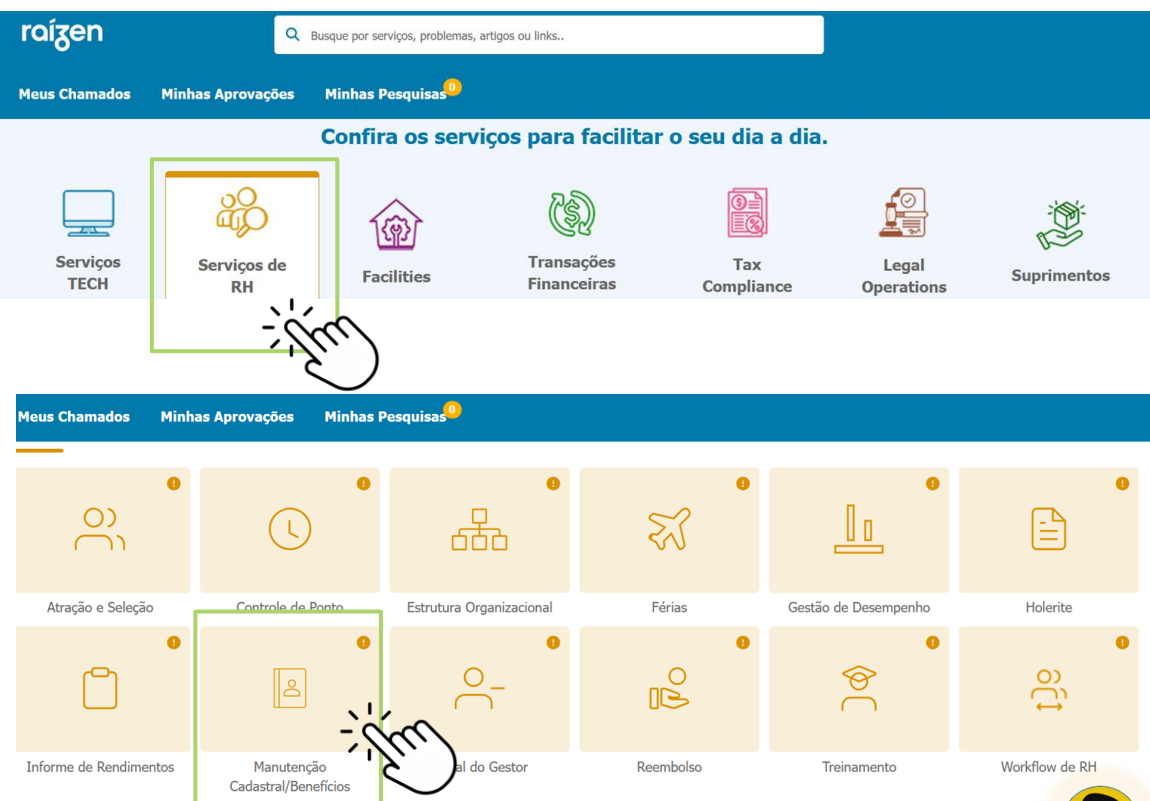 raízen
Busque por serviços, problemas, artigos ou links..
Meus Chamados Minhas Aprovações Minhas Pesquisas 0
Confira os serviços para facilitar o seu dia a dia.
Serviços
TECH
Serviços de
RH
Facilities
Transações
Financeiras
Tax
Compliance
Legal
Operations
Suprimentos
Meus Chamados Minhas Aprovações Minhas Pesquisas 0
Atração e Seleção
Controle de Ponto
Estrutura Organizacional
Férias
Gestão de Desempenho
Holerite
Informe de Rendimentos
Manutenção
Cadastral/Benefícios
do Gestor
Reembolso
Treinamento
Workflow de RH